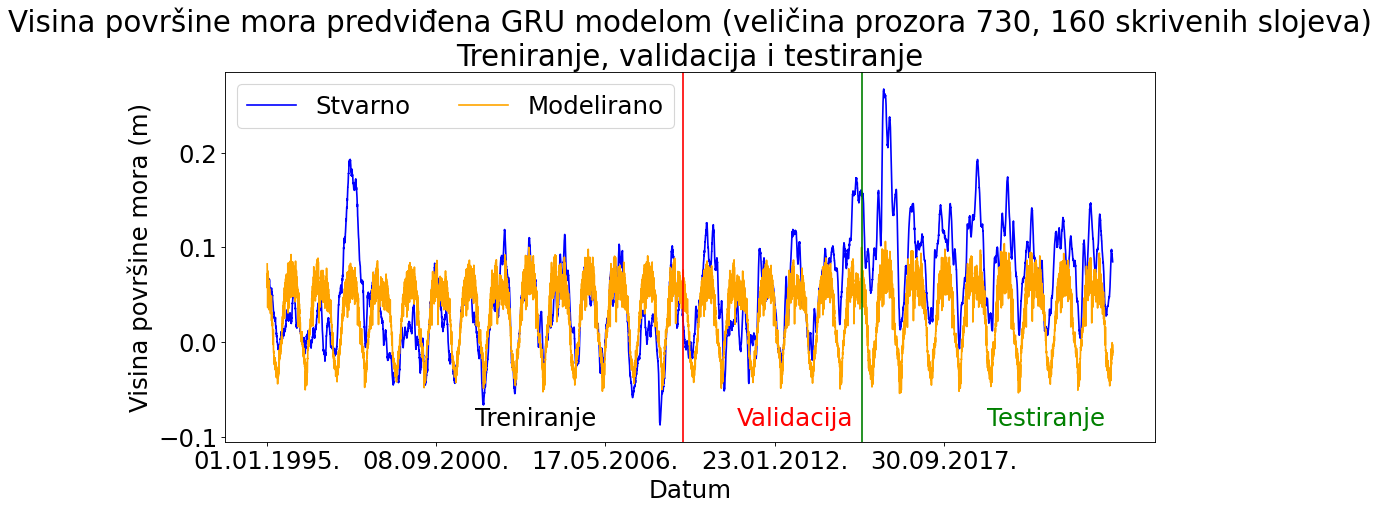 Visina površine mora predviđena GRU modelom (veličina prozora 730, 160 skrivenih slojeva)
Treniranje, validacija i testiranje
Stvarno
Modelirano
Visina površine mora (m)
0.2
0.1
0.0
−0.1
Treniranje
Validacija
Testiranje
01.01.1995.
08.09.2000.
17.05.2006.
23.01.2012.
30.09.2017.
Datum